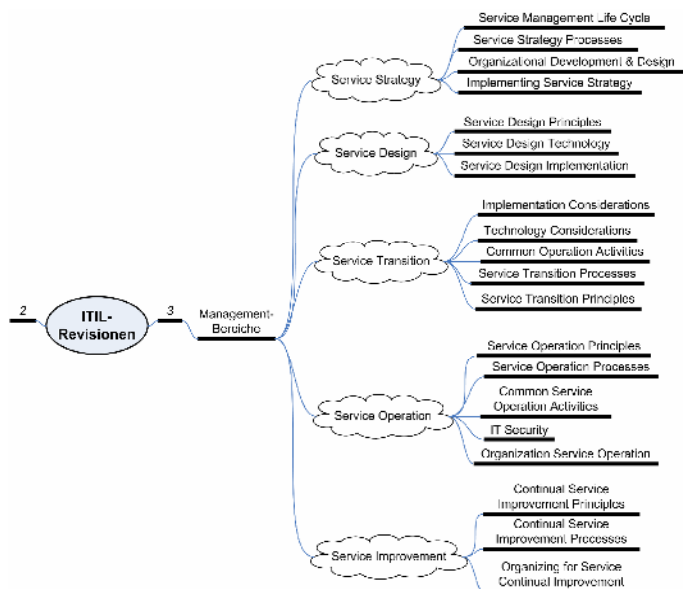 Service Management Life Cycle
Service Strategy Processes
Organizational Development & Design
Implementing Service Strategy
Service Strategy
Service Design Principles
Service Design Technology
Service Design Implementation
Service Design
Implementation Considerations
Technology Considerations
Common Operation Activities
Service Transition Processes
Service Transition Principles
Service Transition
2
ITIL-
Revisionen
3
Management-
Bereiche
Service Operation Principles
Service Operation Processes
Common Service
Operation Activities
IT Security
Organization Service Operation
Service Operation
Continual Service
Improvement Principles
Continual Service
Improvement Processes
Organizing for Service
Continual Improvement
Service Improvement